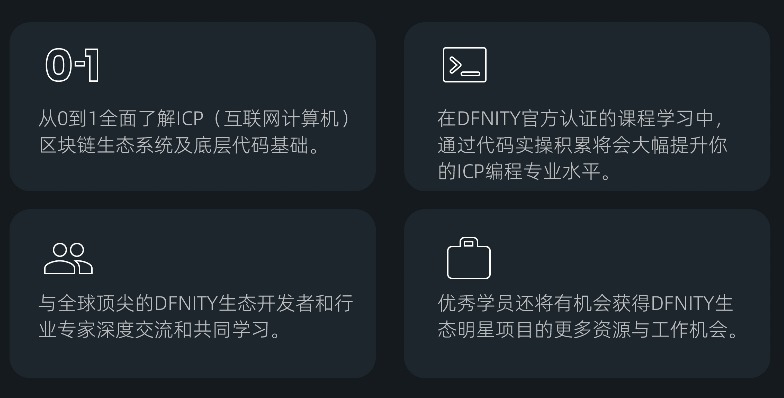 0-1
从0到1全面了解ICP（互联网计算机）
区块链生态系统及底层代码基础。
在DFNITY官方认证的课程学习中，
通过代码实操积累将会大幅提升你
的ICP编程专业水平。
与全球顶尖的DFNITY生态开发者和行
业专家深度交流和共同学习。
优秀学员还将有机会获得DFNITY生
态明星项目的更多资源与工作机会。